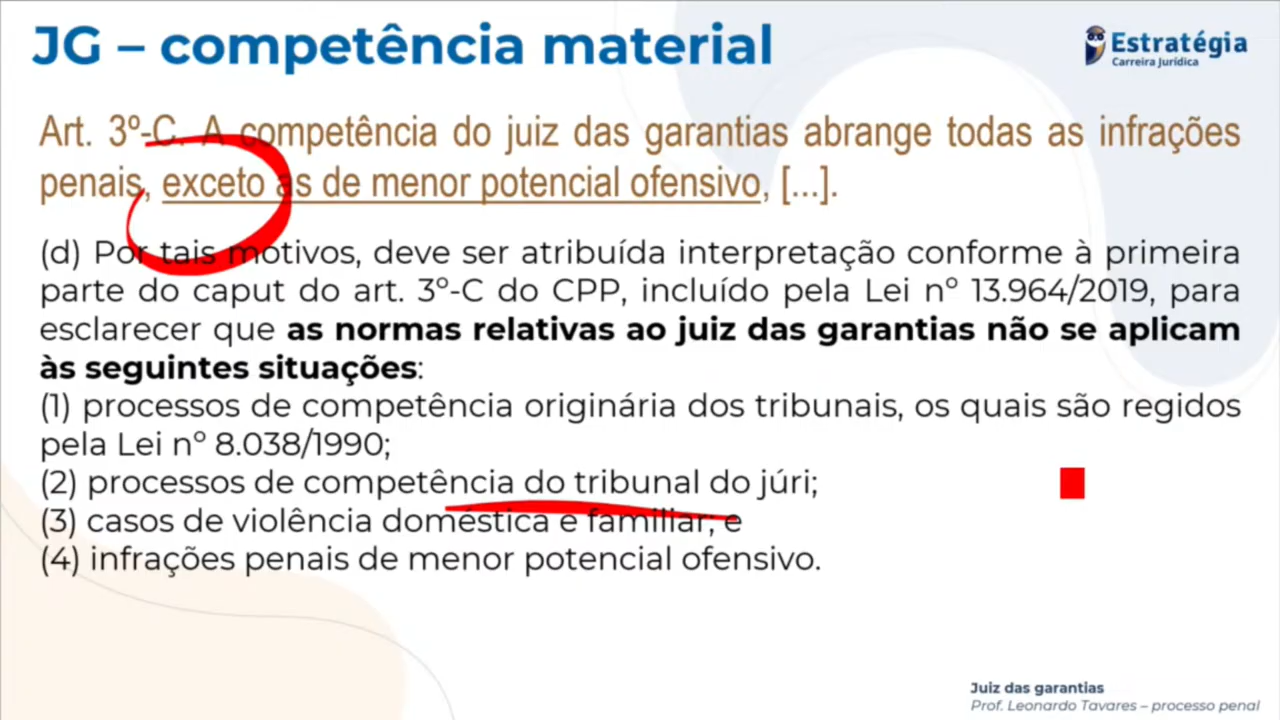 JG – competência material
Estratégia
Carreira Jurídica
Art. 3º-C. A competência do juiz das garantias abrange todas as infrações
penais, exceto as de menor potencial ofensivo, [...].
(d) Por tais motivos, deve ser atribuída interpretação conforme à primeira
parte do caput do art. 3º-C do CPP, incluído pela Lei nº 13.964/2019, para
esclarecer que as normas relativas ao juiz das garantias não se aplicam
às seguintes situações:
(1) processos de competência originária dos tribunais, os quais são regidos
pela Lei nº 8.038/1990;
(2) processos de competência do tribunal do júri;
(3) casos de violência doméstica e familiar; e
(4) infrações penais de menor potencial ofensivo.
Juiz das garantias
Prof. Leonardo Tavares – processo penal